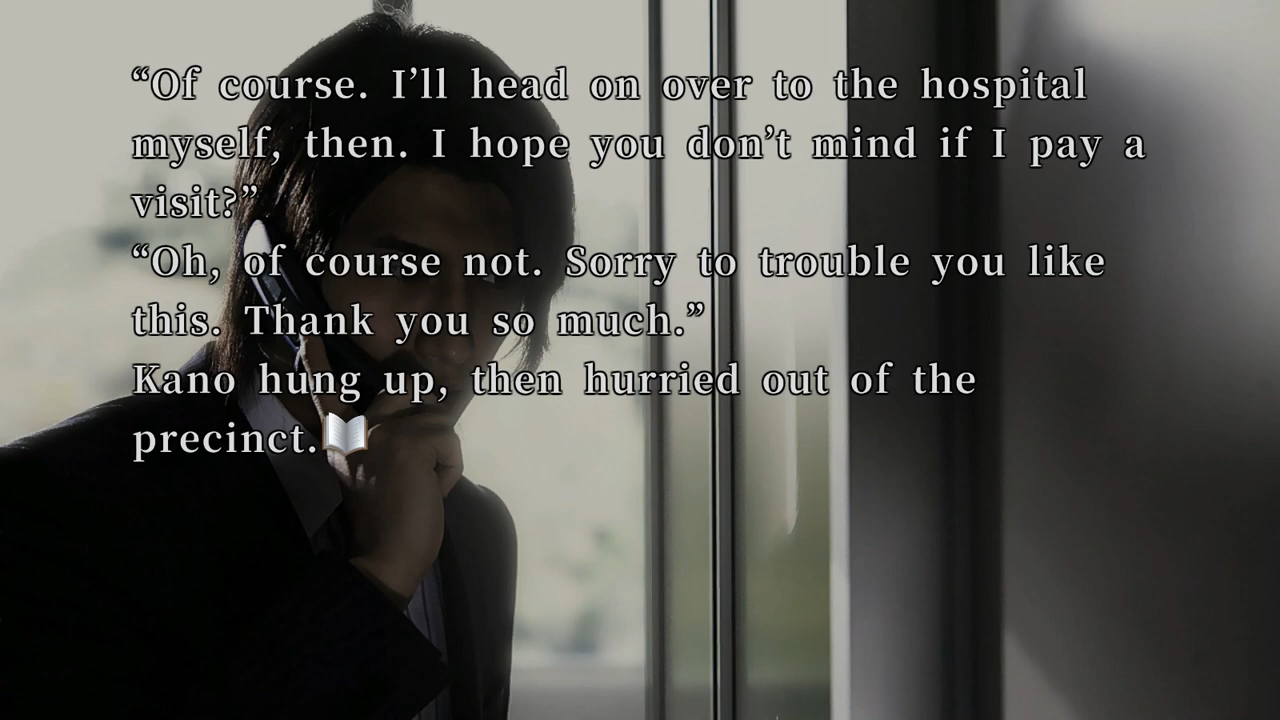 “Of course. I’ll head on over to the hospital
myself, then. I hope you don’t mind if I pay a
visit?”
“Oh, of course not. Sorry to trouble you like
this. Thank you so much.”
Kano hung up, then hurried out of the
precinct.